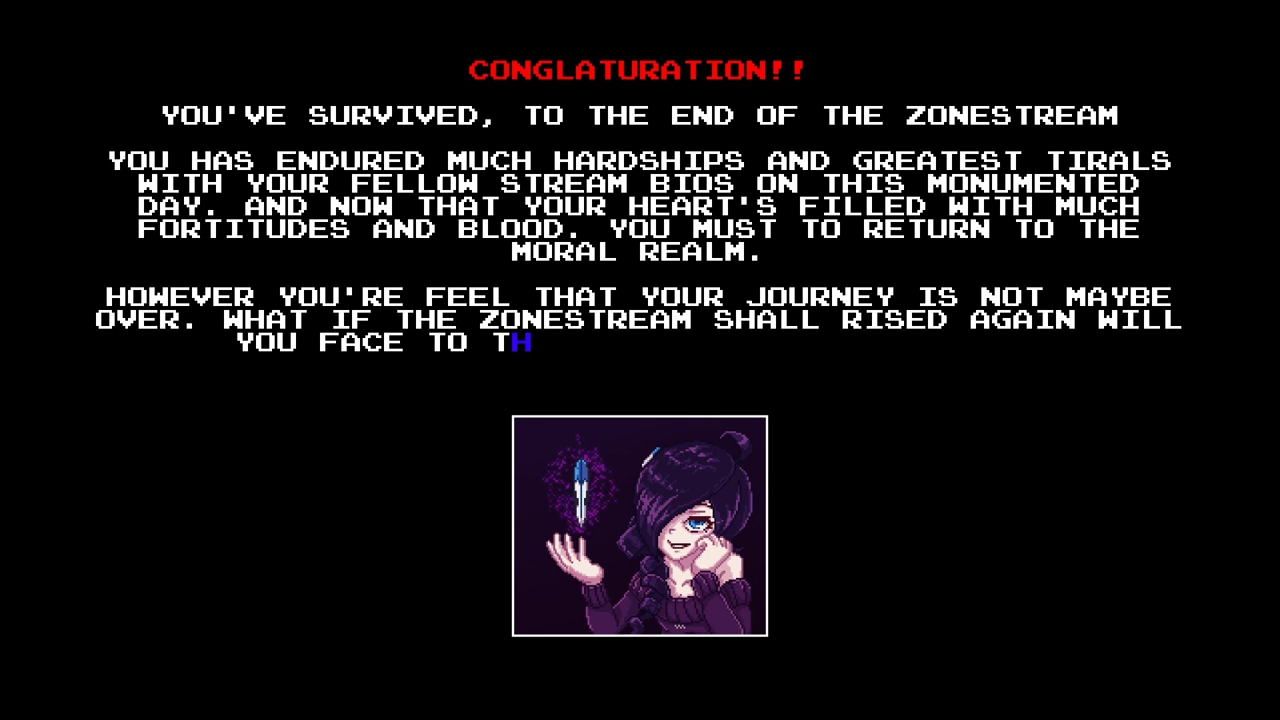 CONGLATURATION!!
YOU'VE SURVIVED, TO THE END OF THE ZONESTREAM
YOU HAS ENDURED MUCH HARDSHIPS AND GREATEST TIRALS
WITH YOUR FELLOW STREAM BIOS ON THIS MONUMENTED
DAY. AND NOW THAT YOUR HEART'S FILLED WITH MUCH
FORTITUDES AND BLOOD. YOU MUST TO RETURN TO THE
MORAL REALM.
HOWEVER YOU'RE FEEL THAT YOUR JOURNEY IS NOT MAYBE
OVER. WHAT IF THE ZONESTREAM SHALL RISED AGAIN WILL
YOU FACE TO TH